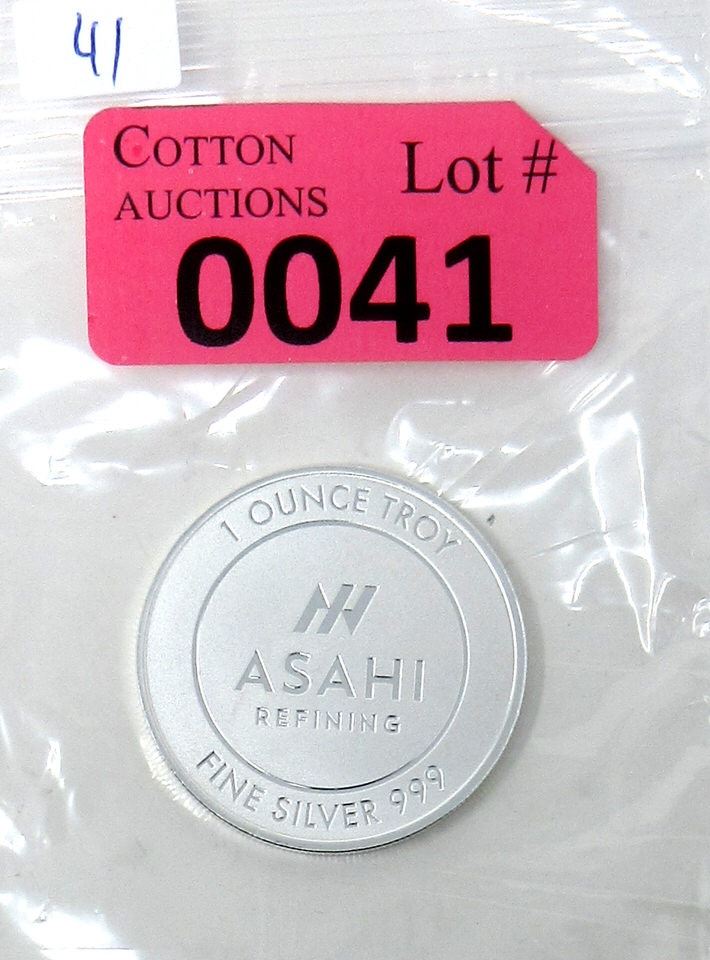 41
COTTON
AUCTIONS
Lot #
0041
1 OUNCE TROY
ASAHI
REFINING
FINE SILVER 999